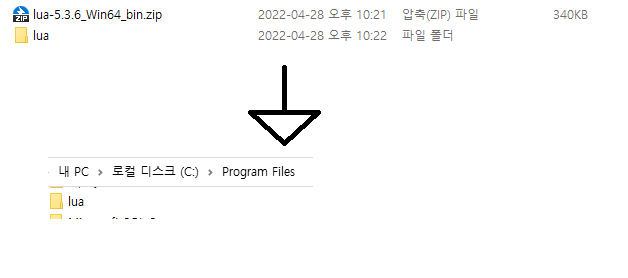 lua-5.3.6_Win64_bin.zip 2022-04-28 오후 10:21 압축(ZIP) 파일 340KB
lua 2022-04-28 오후 10:22 파일 폴더
내 PC > 로컬 디스크 (C:) > Program Files
lua